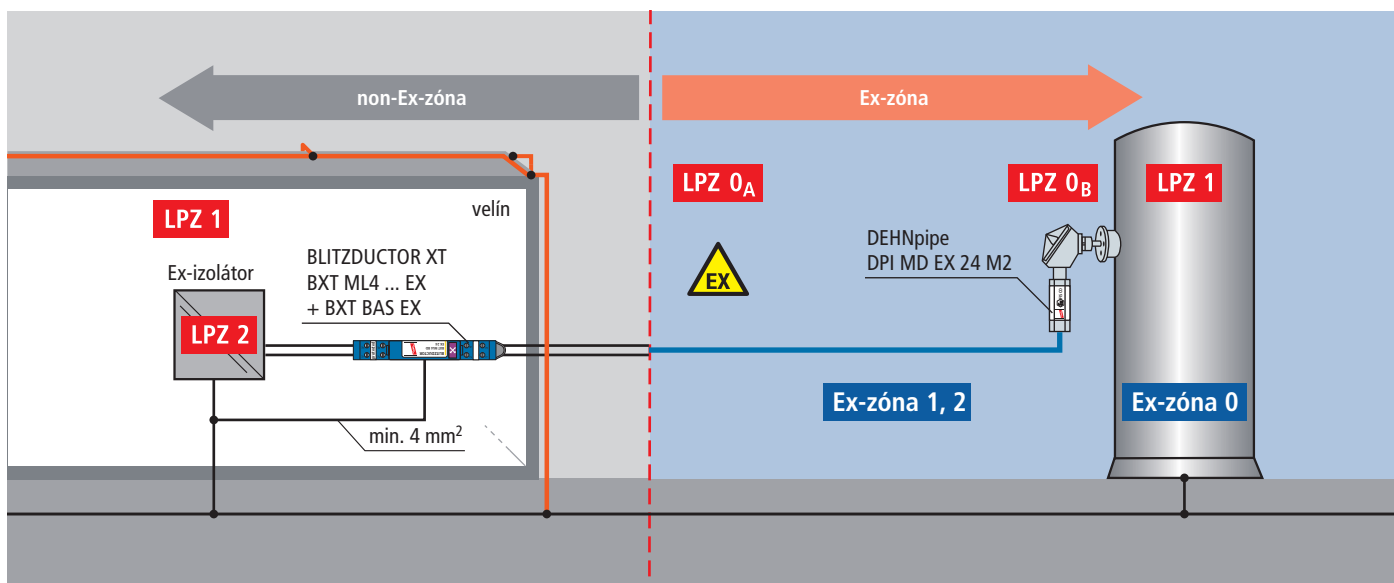 non-Ex-zóna
Ex-zóna
LPZ 0A
LPZ 0B
LPZ 1
LPZ 1
velín
DEHNpipe
DPI MD EX 24 M2
Ex-izolátor
BLITZDUCTOR XT
BXT ML4 ... EX
+ BXT BAS EX
EX
LPZ 2
BLITZDUCTOR
Ex-zóna 1, 2
Ex-zóna 0
min. 4 mm²